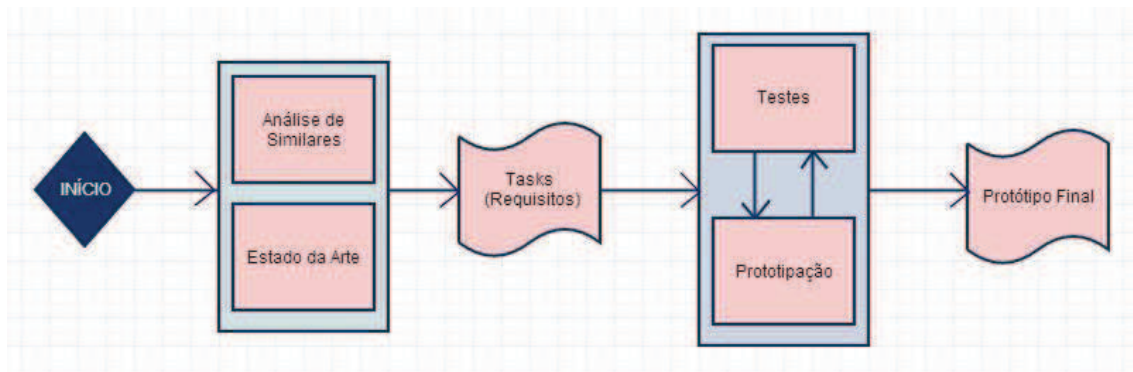 INÍCIO
Análise de
Similares
Estado da Arte
Tasks
(Requisitos)
Testes
Prototipação
Protótipo Final